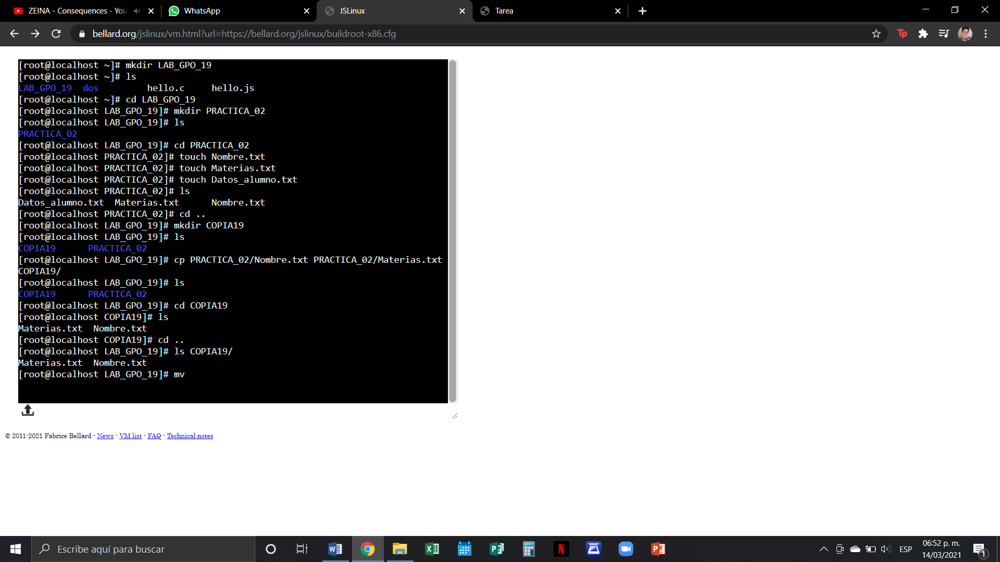 ZEINA - Consequences - You
WhatsApp
JSLinux
Tarea
bellard.org/jslinux/vm.html?url=https://bellard.org/jslinux/buildroot-x86.cfg
Tp
[root@localhost ~]# mkdir LAB_GPO_19
[root@localhost ~]# ls
LAB_GPO_19  dos         hello.c     hello.js
[root@localhost ~]# cd LAB_GPO_19
[root@localhost LAB_GPO_19]# mkdir PRACTICA_02
[root@localhost LAB_GPO_19]# ls
PRACTICA_02
[root@localhost LAB_GPO_19]# cd PRACTICA_02
[root@localhost PRACTICA_02]# touch Nombre.txt
[root@localhost PRACTICA_02]# touch Materias.txt
[root@localhost PRACTICA_02]# touch Datos_alumno.txt
[root@localhost PRACTICA_02]# ls
Datos_alumno.txt  Materias.txt      Nombre.txt
[root@localhost PRACTICA_02]# cd ..
[root@localhost LAB_GPO_19]# mkdir COPIA19
[root@localhost LAB_GPO_19]# ls
COPIA19      PRACTICA_02
[root@localhost LAB_GPO_19]# cp PRACTICA_02/Nombre.txt PRACTICA_02/Materias.txt
COPIA19/
[root@localhost LAB_GPO_19]# ls
COPIA19      PRACTICA_02
[root@localhost LAB_GPO_19]# cd COPIA19
[root@localhost COPIA19]# ls
Materias.txt  Nombre.txt
[root@localhost COPIA19]# cd ..
[root@localhost LAB_GPO_19]# ls COPIA19/
Materias.txt  Nombre.txt
[root@localhost LAB_GPO_19]# mv
© 2011-2021 Fabrice Bellard - News - VM list - FAQ - Technical notes
Escribe aquí para buscar
ESP
06:52 p. m.
14/03/2021
1